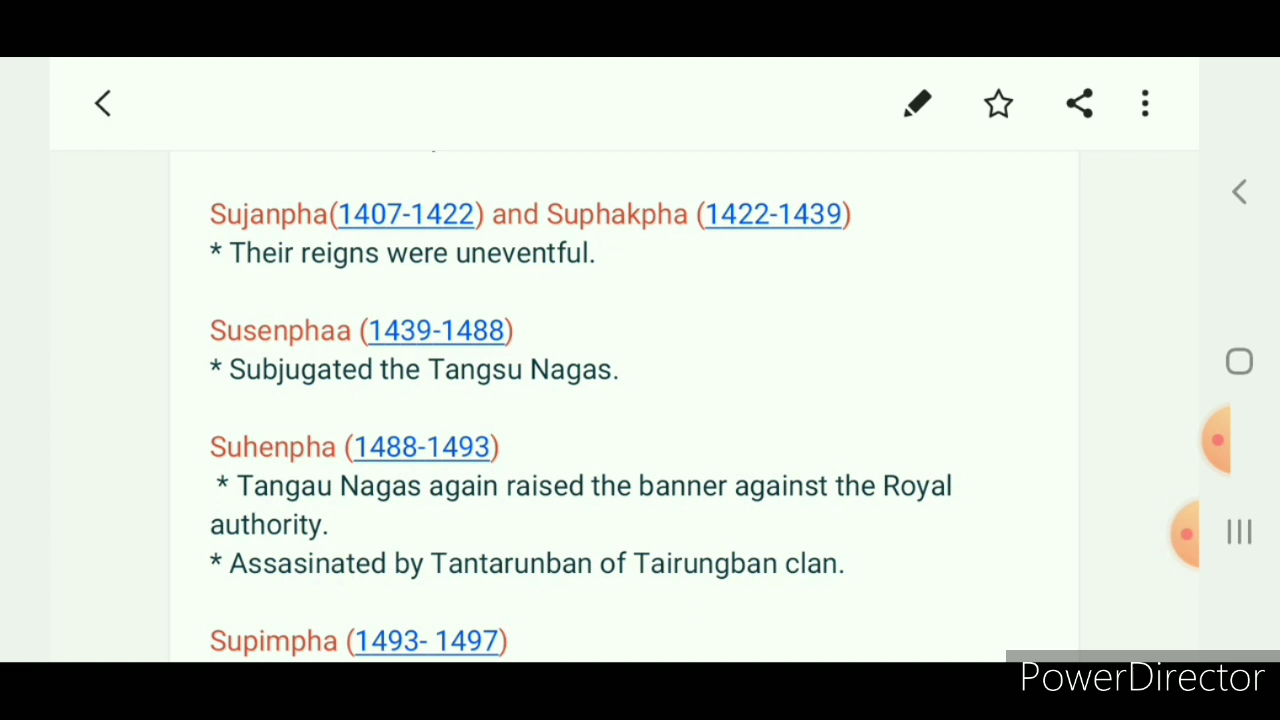 Sujanpha(1407-1422) and Suphakpha (1422-1439)
* Their reigns were uneventful.
Susenphaa (1439-1488)
* Subjugated the Tangsu Nagas.
Suhenpha (1488-1493)
* Tangau Nagas again raised the banner against the Royal
authority.
* Assasinated by Tantarunban of Tairungban clan.
Supimpha (1493- 1497)
PowerDirector